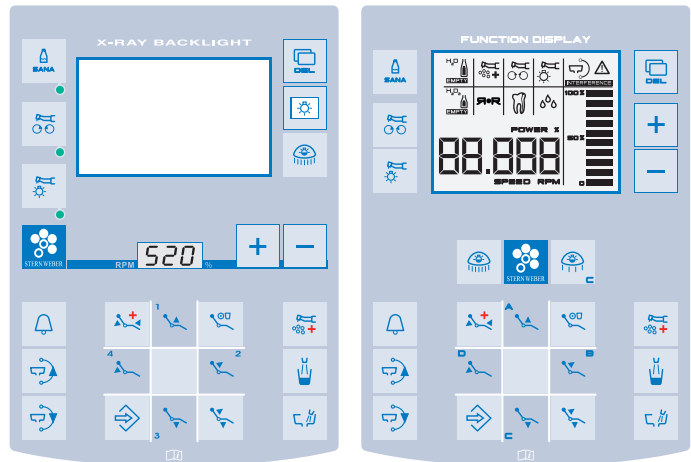 X-RAY BACKLIGHT
SANA
DEL
STERN WEBER
RPM
520
%
1
4
2
3
FUNCTION DISPLAY
SANA
H₂O
EMPTY
INTERFERENCE
H₂O₂
EMPTY
R•R
100 %
POWER %
50 %
88.888
SPEED RPM
0
DEL
STERN WEBER
C
A
D
B
C